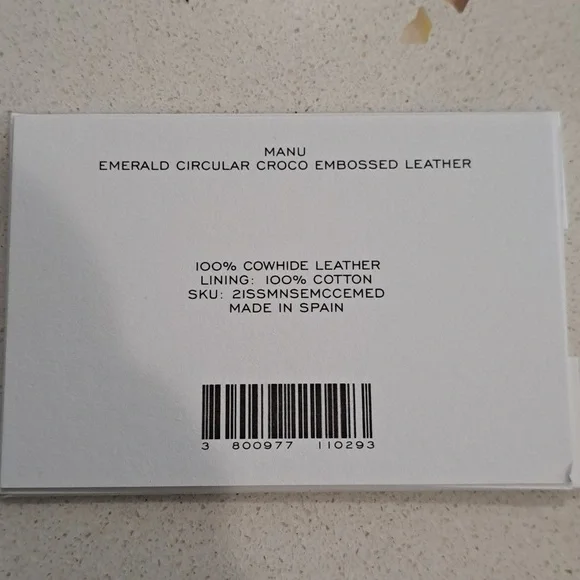 MANU
EMERALD CIRCULAR CROCO EMBOSSED LEATHER
100% COWHIDE LEATHER
LINING: 100% COTTON
SKU: 21SSMNSEMCCEMED
MADE IN SPAIN
3 800977 110293